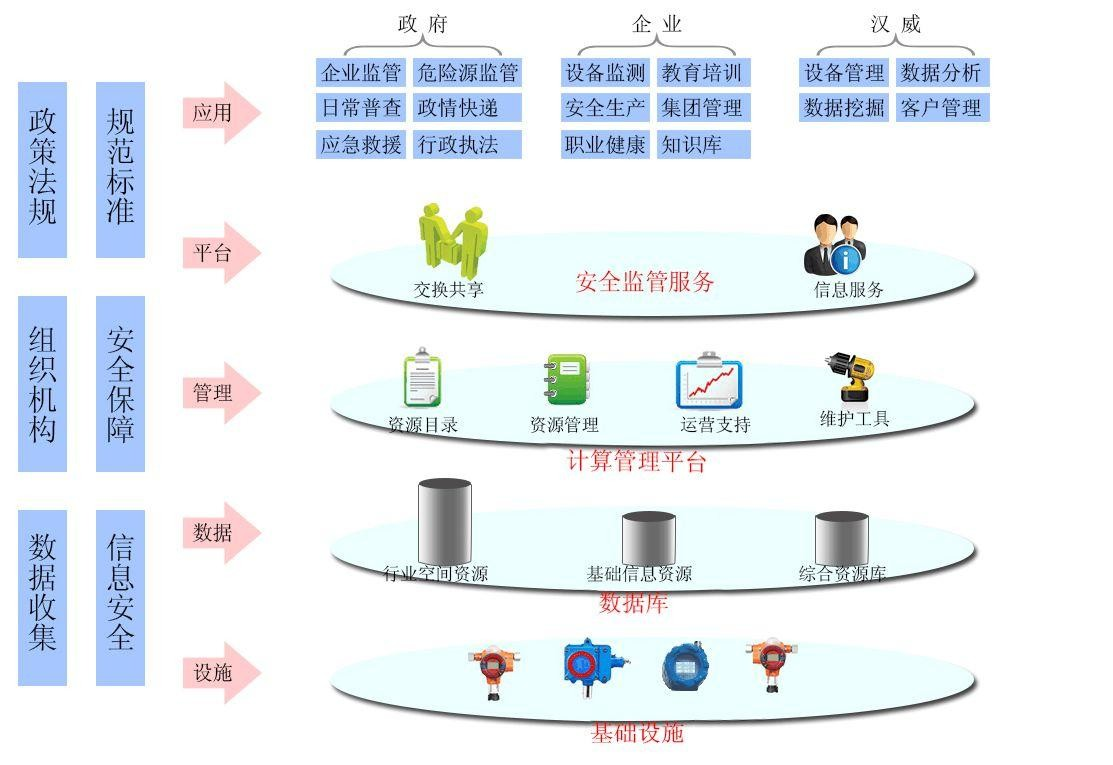 政 府
企 业
汉 威
企业监管
危险源监管
设备监测
教育培训
设备管理
数据分析
日常普查
政情快递
安全生产
集团管理
数据挖掘
客户管理
应急救援
行政执法
职业健康
知识库
政策法规
规范标准
组织机构
安全保障
数据收集
信息安全
应用
平台
交换共享
安全监管服务
信息服务
管理
资源目录
资源管理
运营支持
维护工具
计算管理平台
数据
行业空间资源
基础信息资源
综合资源库
数据库
设施
基础设施